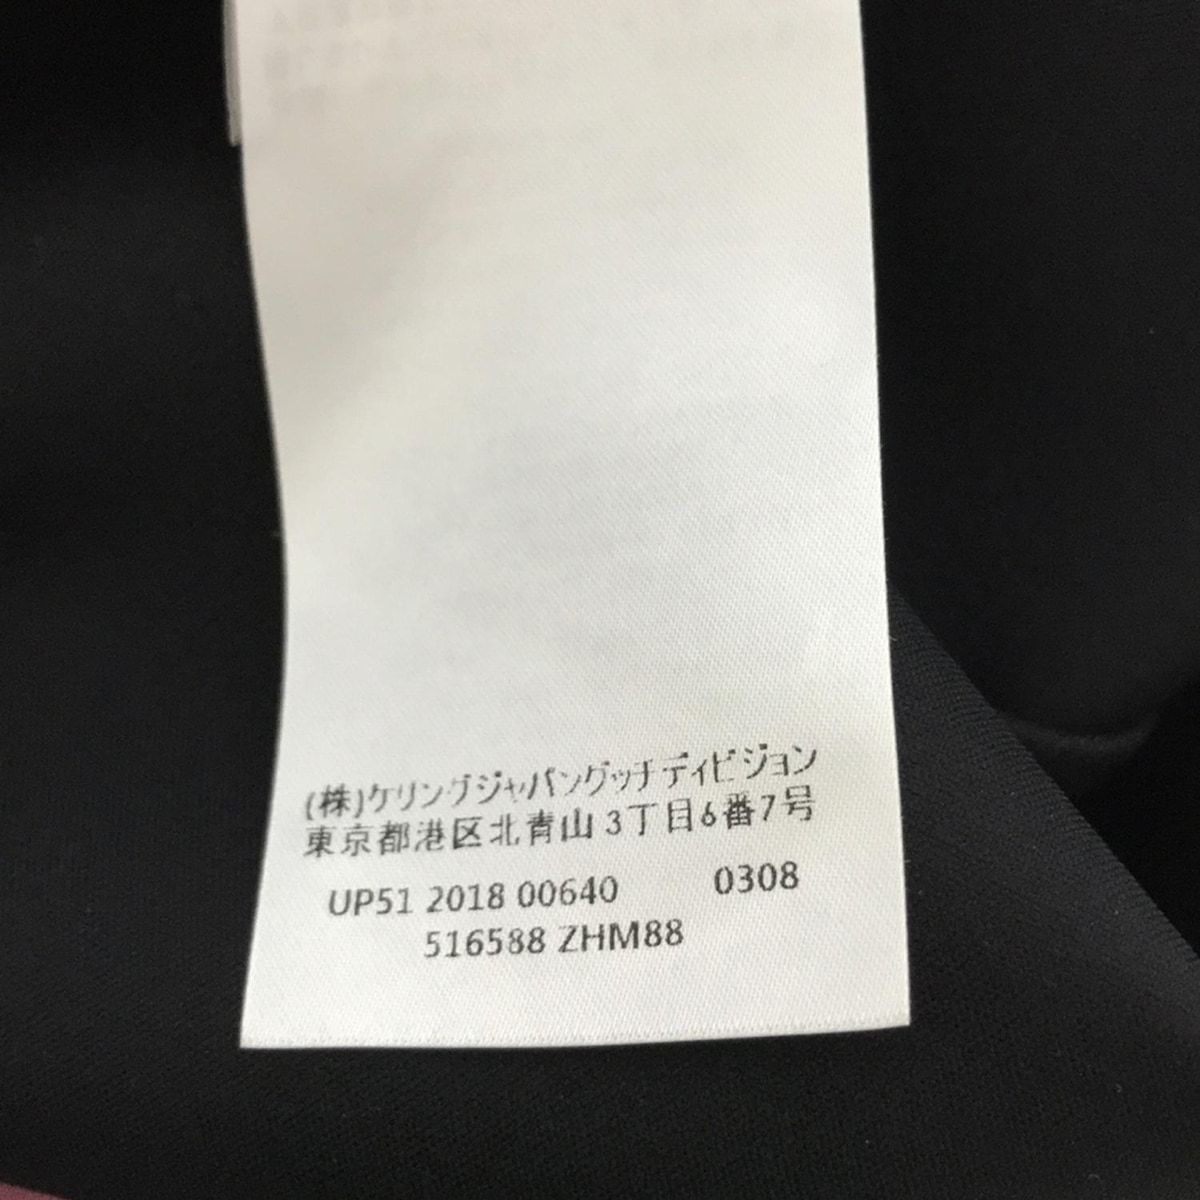 (株)ケリングジャパングッチディビジョン
東京都港区北青山3丁目6番7号
UP51 2018 00640 0308
516588 ZHM88